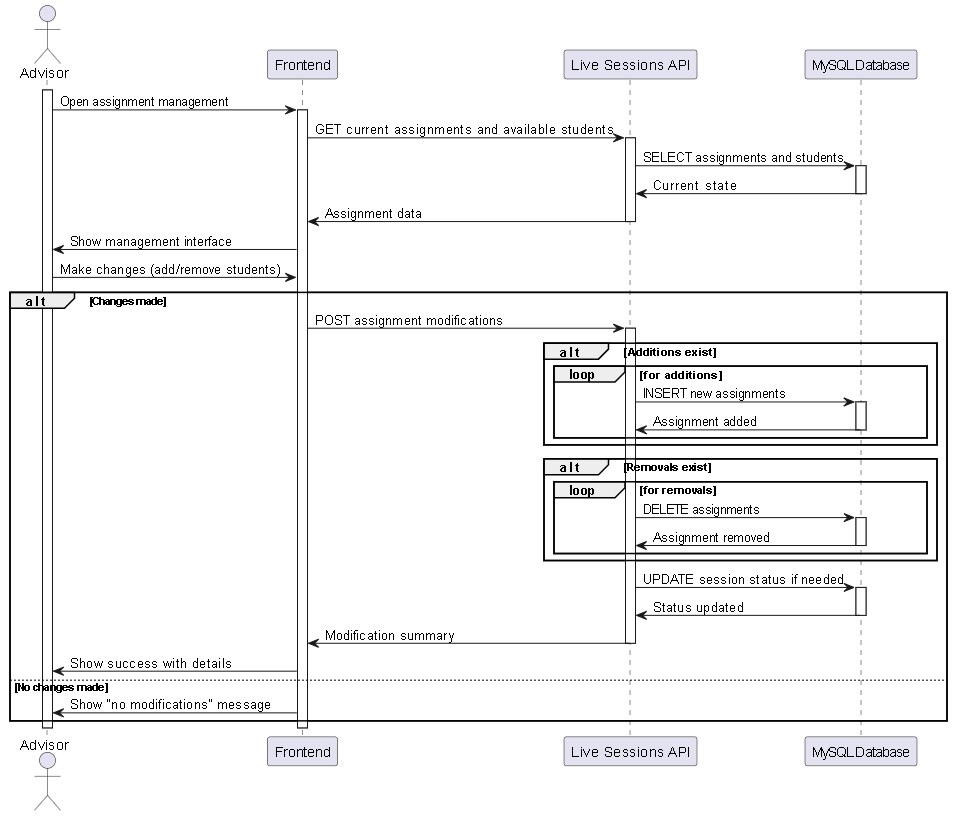 Advisor
Frontend
Live Sessions API
MySQL Database
Open assignment management
GET current assignments and available students
SELECT assignments and students
Current state
Assignment data
Show management interface
Make changes (add/remove students)
alt [Changes made]
POST assignment modifications
alt [Additions exist]
loop [for additions]
INSERT new assignments
Assignment added
alt [Removals exist]
loop [for removals]
DELETE assignments
Assignment removed
UPDATE session status if needed
Status updated
Modification summary
Show success with details
[No changes made]
Show "no modifications" message
Advisor
Frontend
Live Sessions API
MySQL Database